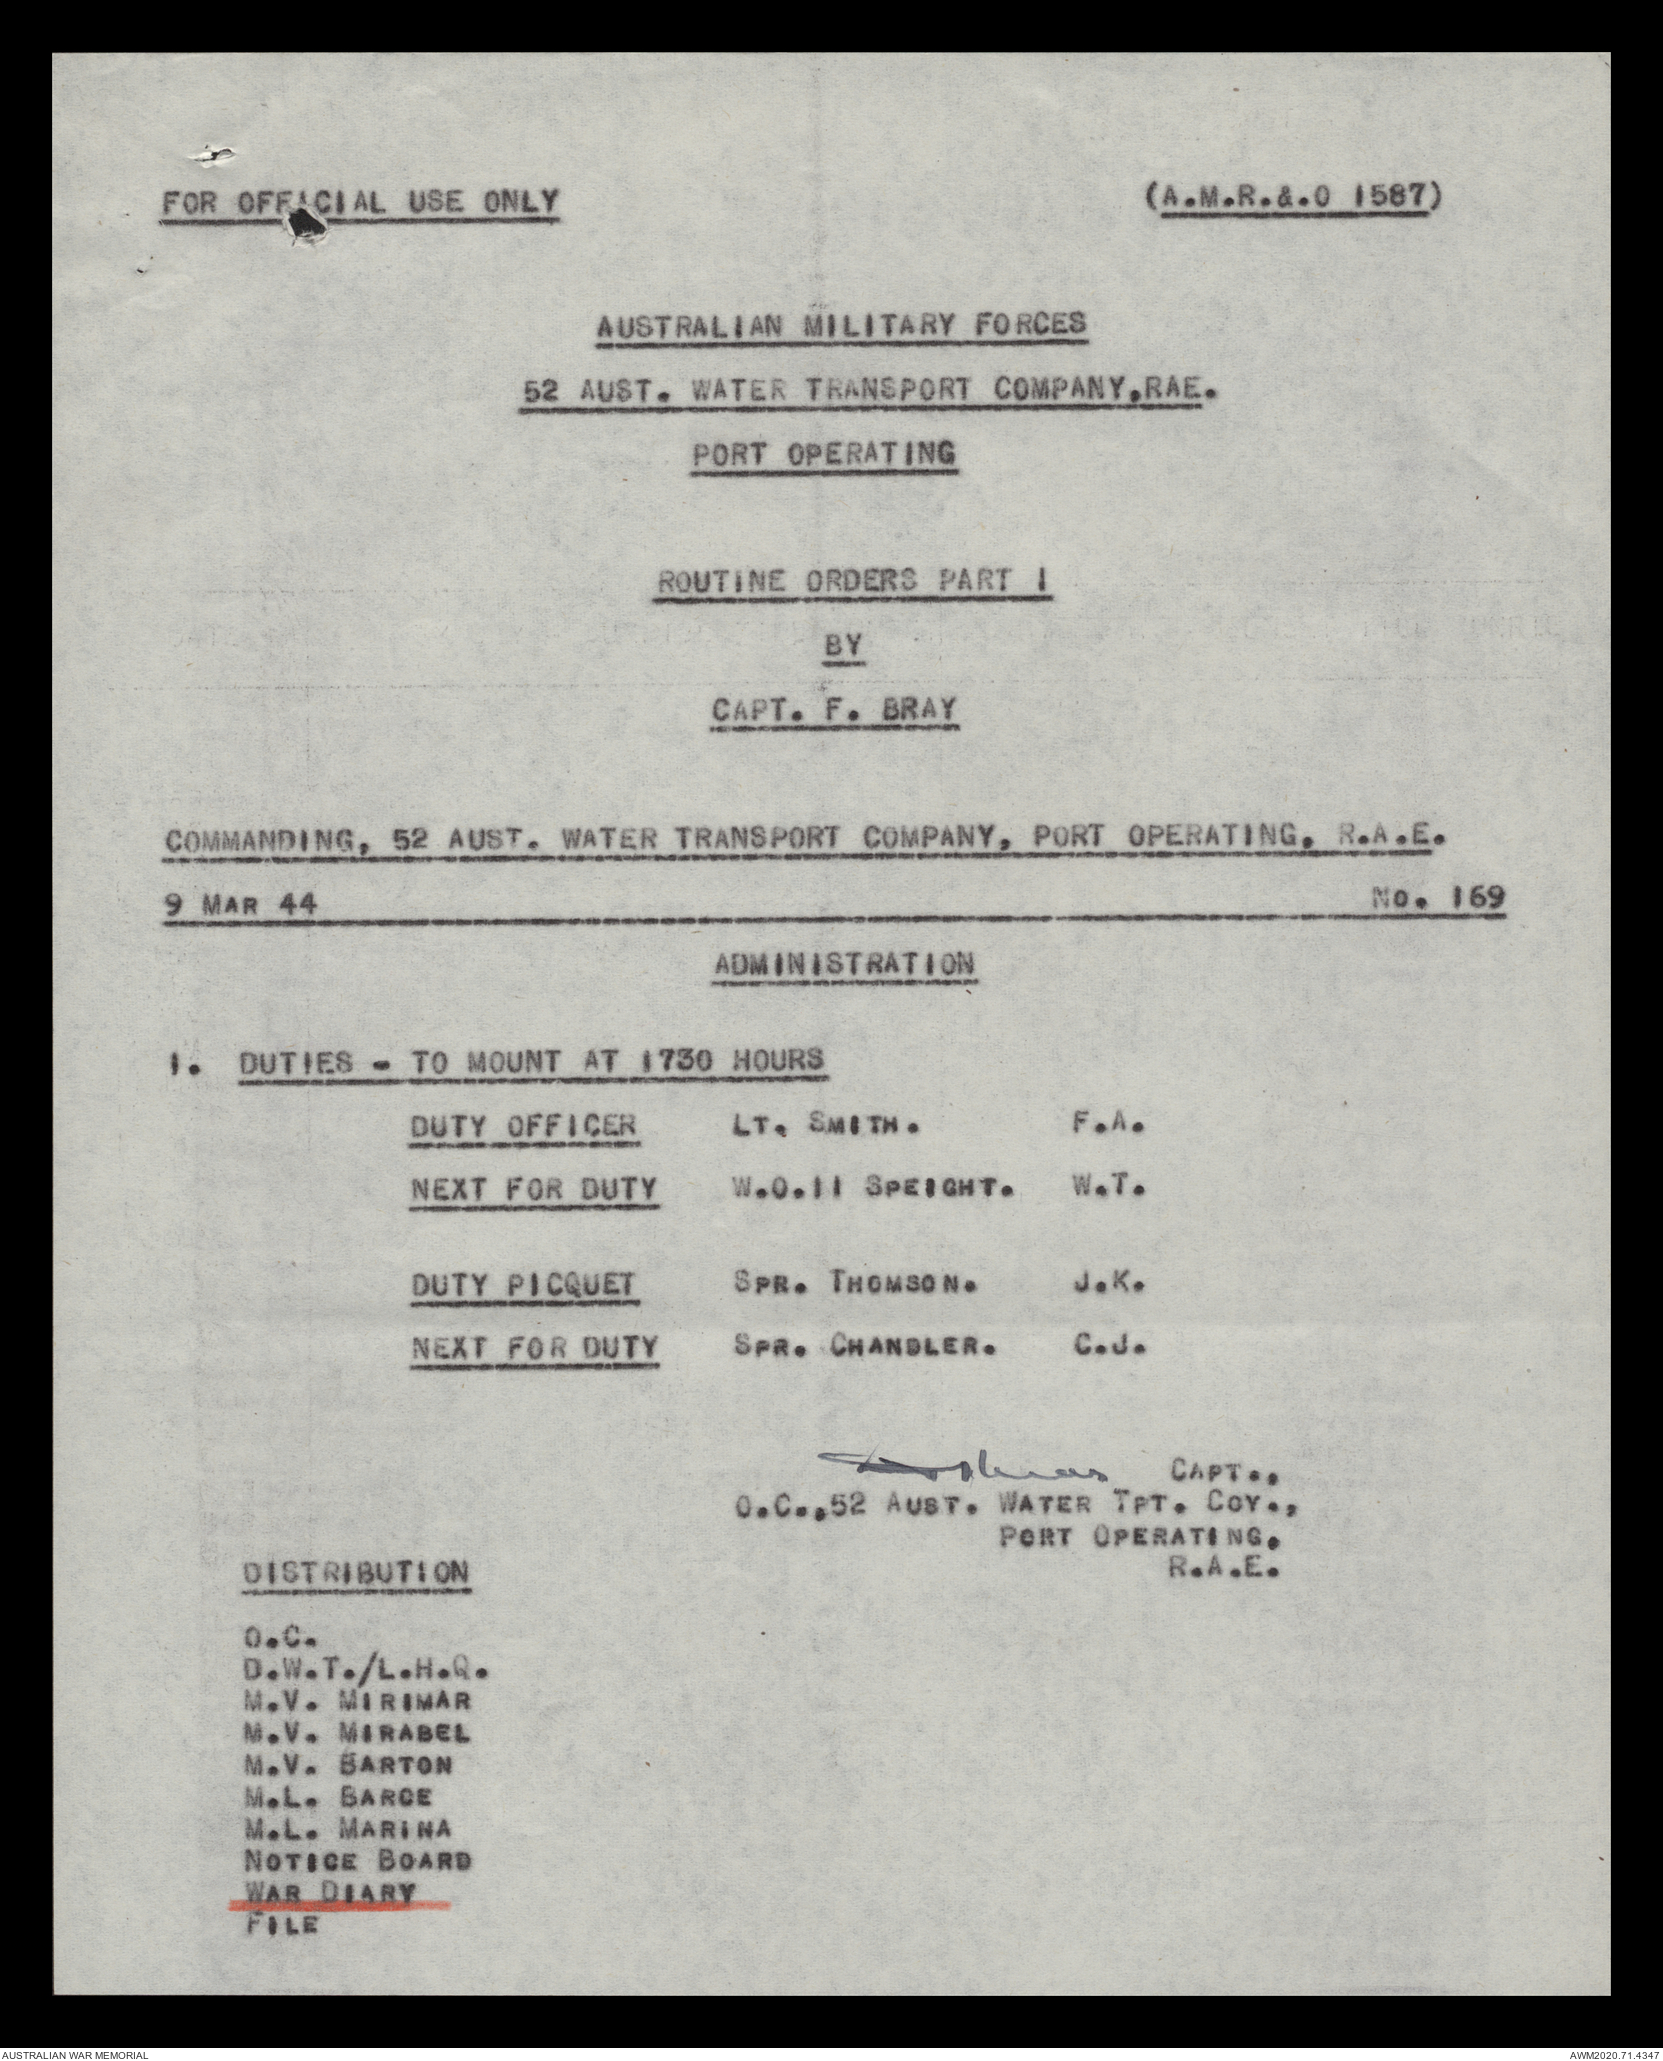 FOR OFFICIAL USE ONLY (A.M.R.&.O 1587)
AUSTRALIAN MILITARY FORCES
52 AUST. WATER TRANSPORT COMPANY,RAE.
PORT OPERATING
ROUTINE ORDERS PART 1
BY
CAPT. F. BRAY
COMMANDING, 52 AUST. WATER TRANSPORT COMPANY, PORT OPERATING, R.A.E.
9 MAR 44 NO. 169
ADMINISTRATION
1. DUTIES - TO MOUNT AT 1730 HOURS
DUTY OFFICER LT. SMITH. F.A.
NEXT FOR DUTY W.O.11 SPEIGHT. W.T.
DUTY PICQUET SPR. THOMSON. J.K.
NEXT FOR DUTY SPR. CHANDLER. C.J.
CAPT.,
O.C.,52 AUST. WATER TPT. COY.,
PORT OPERATING.
R.A.E.
DISTRIBUTION
O.C.
D.W.T./L.H.Q.
M.V. MIRIMAR
M.V. MIRABEL
M.V. BARTON
M.L. BARCE
M.L. MARINA
NOTICE BOARD
WAR DIARY
FILE
AUSTRALIAN WAR MEMORIAL AWM2020.71.4347